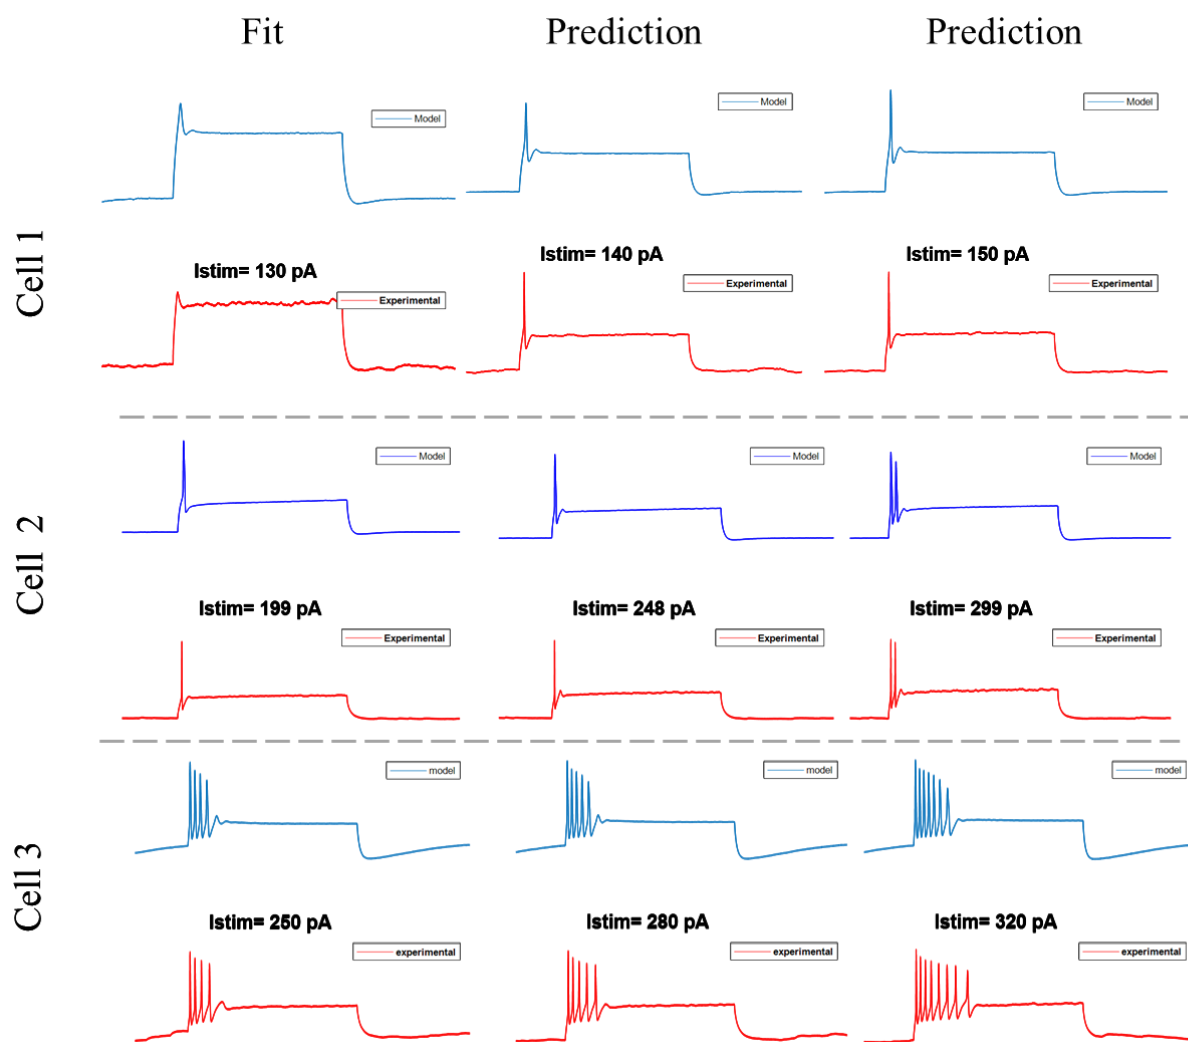 Fit
Prediction
Prediction
Cell 1
Model
Model
Model
Istim= 130 pA
Istim= 140 pA
Istim= 150 pA
Experimental
Experimental
Experimental
Cell 2
Model
Model
Model
Istim= 199 pA
Istim= 248 pA
Istim= 299 pA
Experimental
Experimental
Experimental
Cell 3
model
model
model
Istim= 250 pA
Istim= 280 pA
Istim= 320 pA
experimental
experimental
experimental